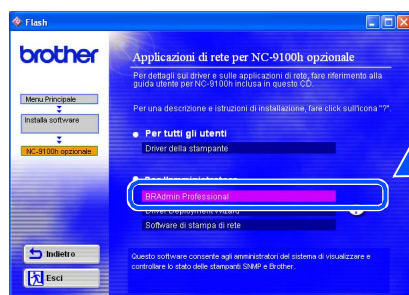 Flash
brother
Applicazioni di rete per NC-9100h opzionale
Per dettagli sui driver e sulle applicazioni di rete, fare riferimento alla
guida utente per NC-9100h inclusa in questo CD.
Per una descrizione e istruzioni di installazione, fare click sull'icona "?".
Menu Principale
Installa software
NC-9100h opzionale
Per tutti gli utenti
Driver della stampante
Per l'amministratore
BRAdmin Professional
Driver Deployment Wizard
Software di stampa di rete
Indietro
Esci
Questo software consente agli amministratori del sistema di visualizzare e
controllare lo stato delle stampanti SNMP e Brother.